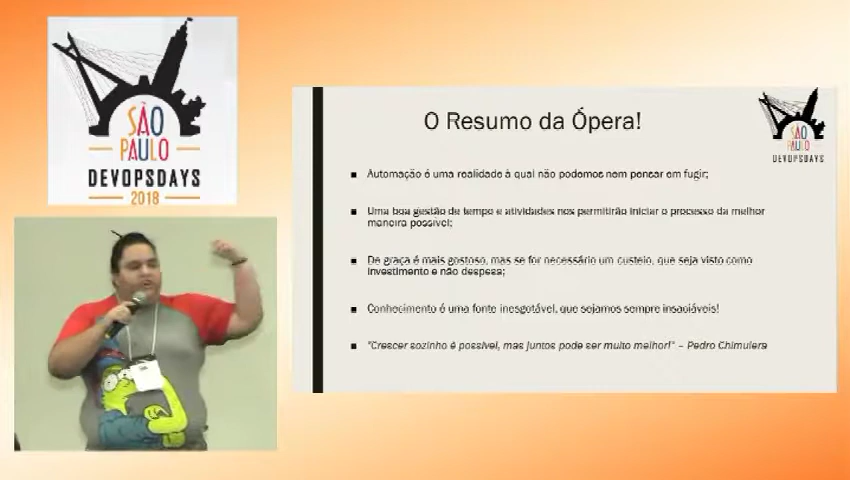 SÃO
PAULO
DEVOPSDAYS
2018
O Resumo da Ópera!
SÃO
PAULO
DEVOPSDAYS
Automação é uma realidade à qual não podemos nem pensar em fugir;
Uma boa gestão de tempo e atividades nos permitirão iniciar o processo da melhor
maneira possível;
De graça é mais gostoso, mas se for necessário um custeio, que seja visto como
investimento e não despesa;
Conhecimento é uma fonte inesgotável, que sejamos sempre insaciáveis!
"Crescer sozinho é possível, mas juntos pode ser muito melhor!" – Pedro Chimulera